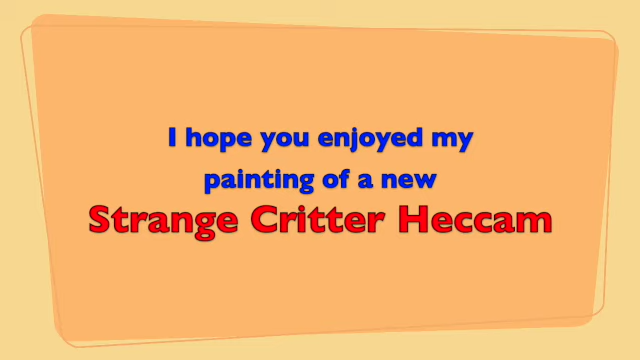 I hope you enjoyed my
painting of a new
Strange Critter Heccam